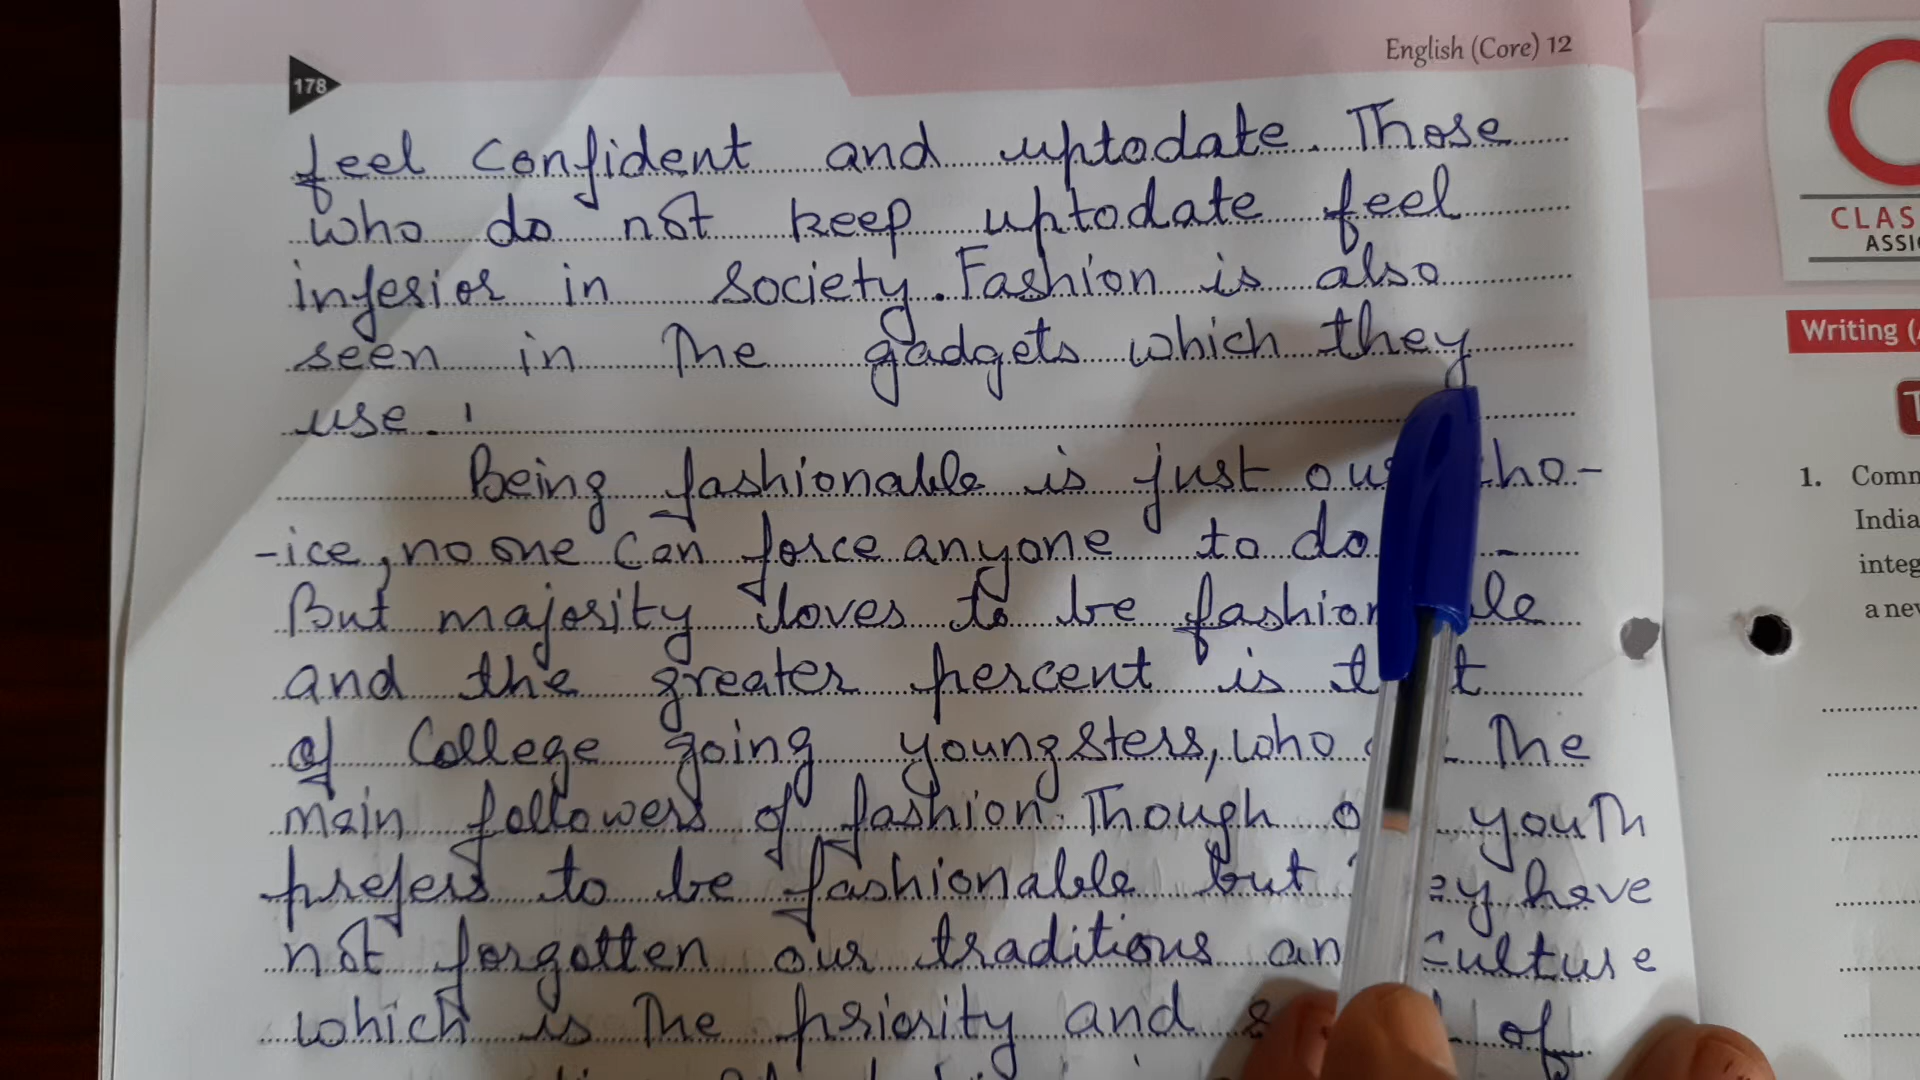 English (Core) 12
178
feel confident and uptodate. Those
who do not keep uptodate feel
inferior in society. Fashion is also
seen in the gadgets which they
use.
Being fashionable is just cho-
-ice, no one can force anyone to do
But majority loves to be
and the greater percent is
of College going youngsters, who the
main followers of fashion. Though youth
prefers to be fashionable but have
not forgotten our traditions culture
which is the priority and of
CLAS
ASSI
Writing (
1. Comm
India
integ
a new